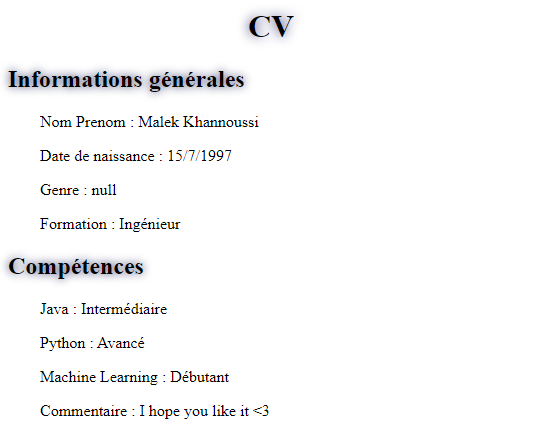 CV
Informations générales
Nom Prenom : Malek Khannoussi
Date de naissance : 15/7/1997
Genre : null
Formation : Ingénieur
Compétences
Java : Intermédiaire
Python : Avancé
Machine Learning : Débutant
Commentaire : I hope you like it <3